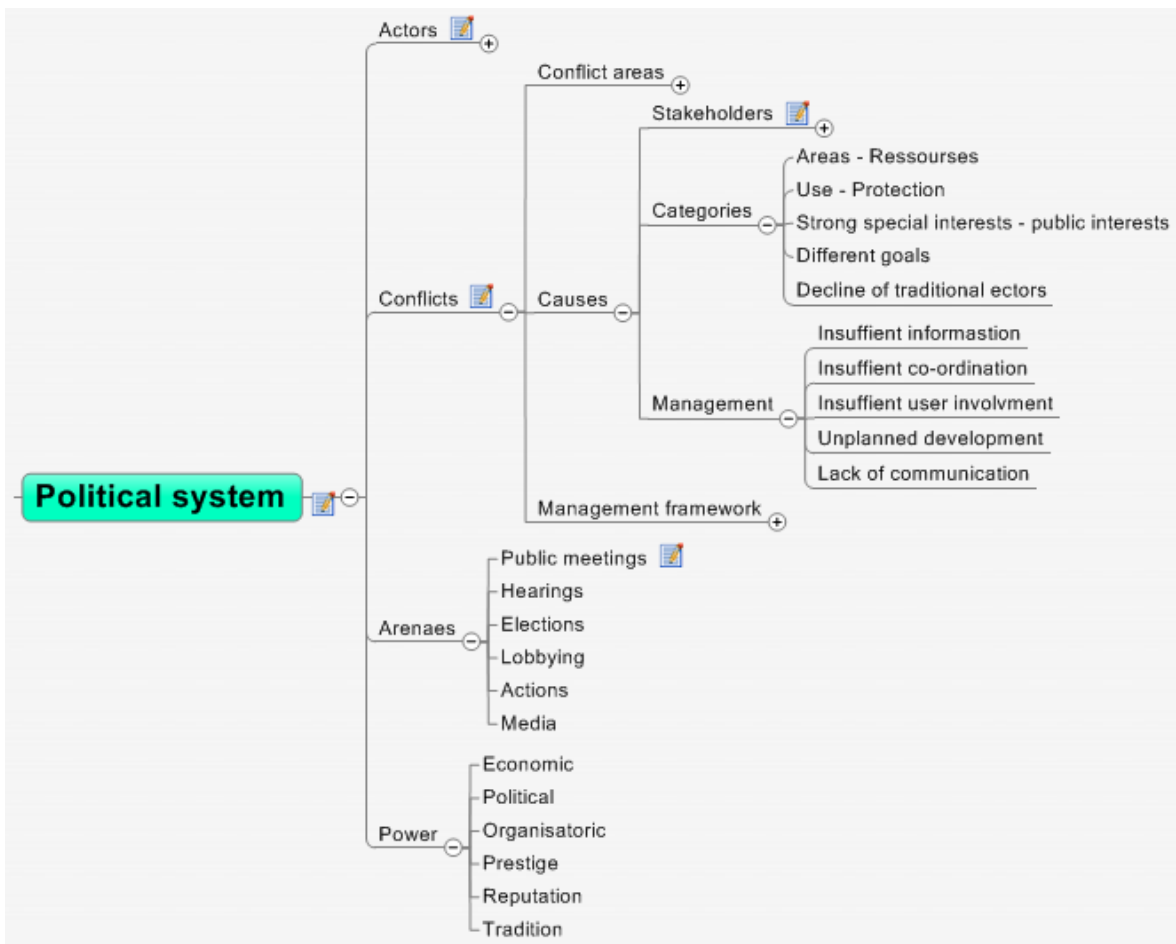 Political system
Actors
Conflicts
Conflict areas
Causes
Stakeholders
Categories
Areas - Ressourses
Use - Protection
Strong special interests - public interests
Different goals
Decline of traditional ectors
Management
Insuffient informastion
Insuffient co-ordination
Insuffient user involvment
Unplanned development
Lack of communication
Management framework
Arenaes
Public meetings
Hearings
Elections
Lobbying
Actions
Media
Power
Economic
Political
Organisatoric
Prestige
Reputation
Tradition